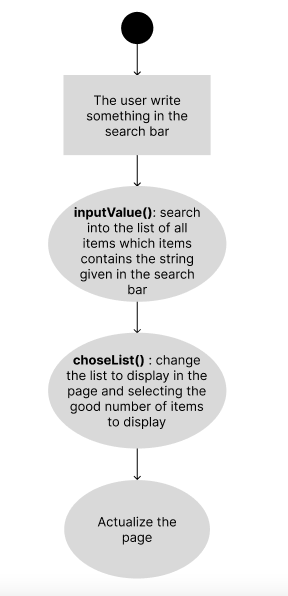 The user write
something in the
search bar
inputValue(): search
into the list of all
items which items
contains the string
given in the search
bar
choseList() : change
the list to display in the
page and selecting the
good number of items
to display
Actualize the
page